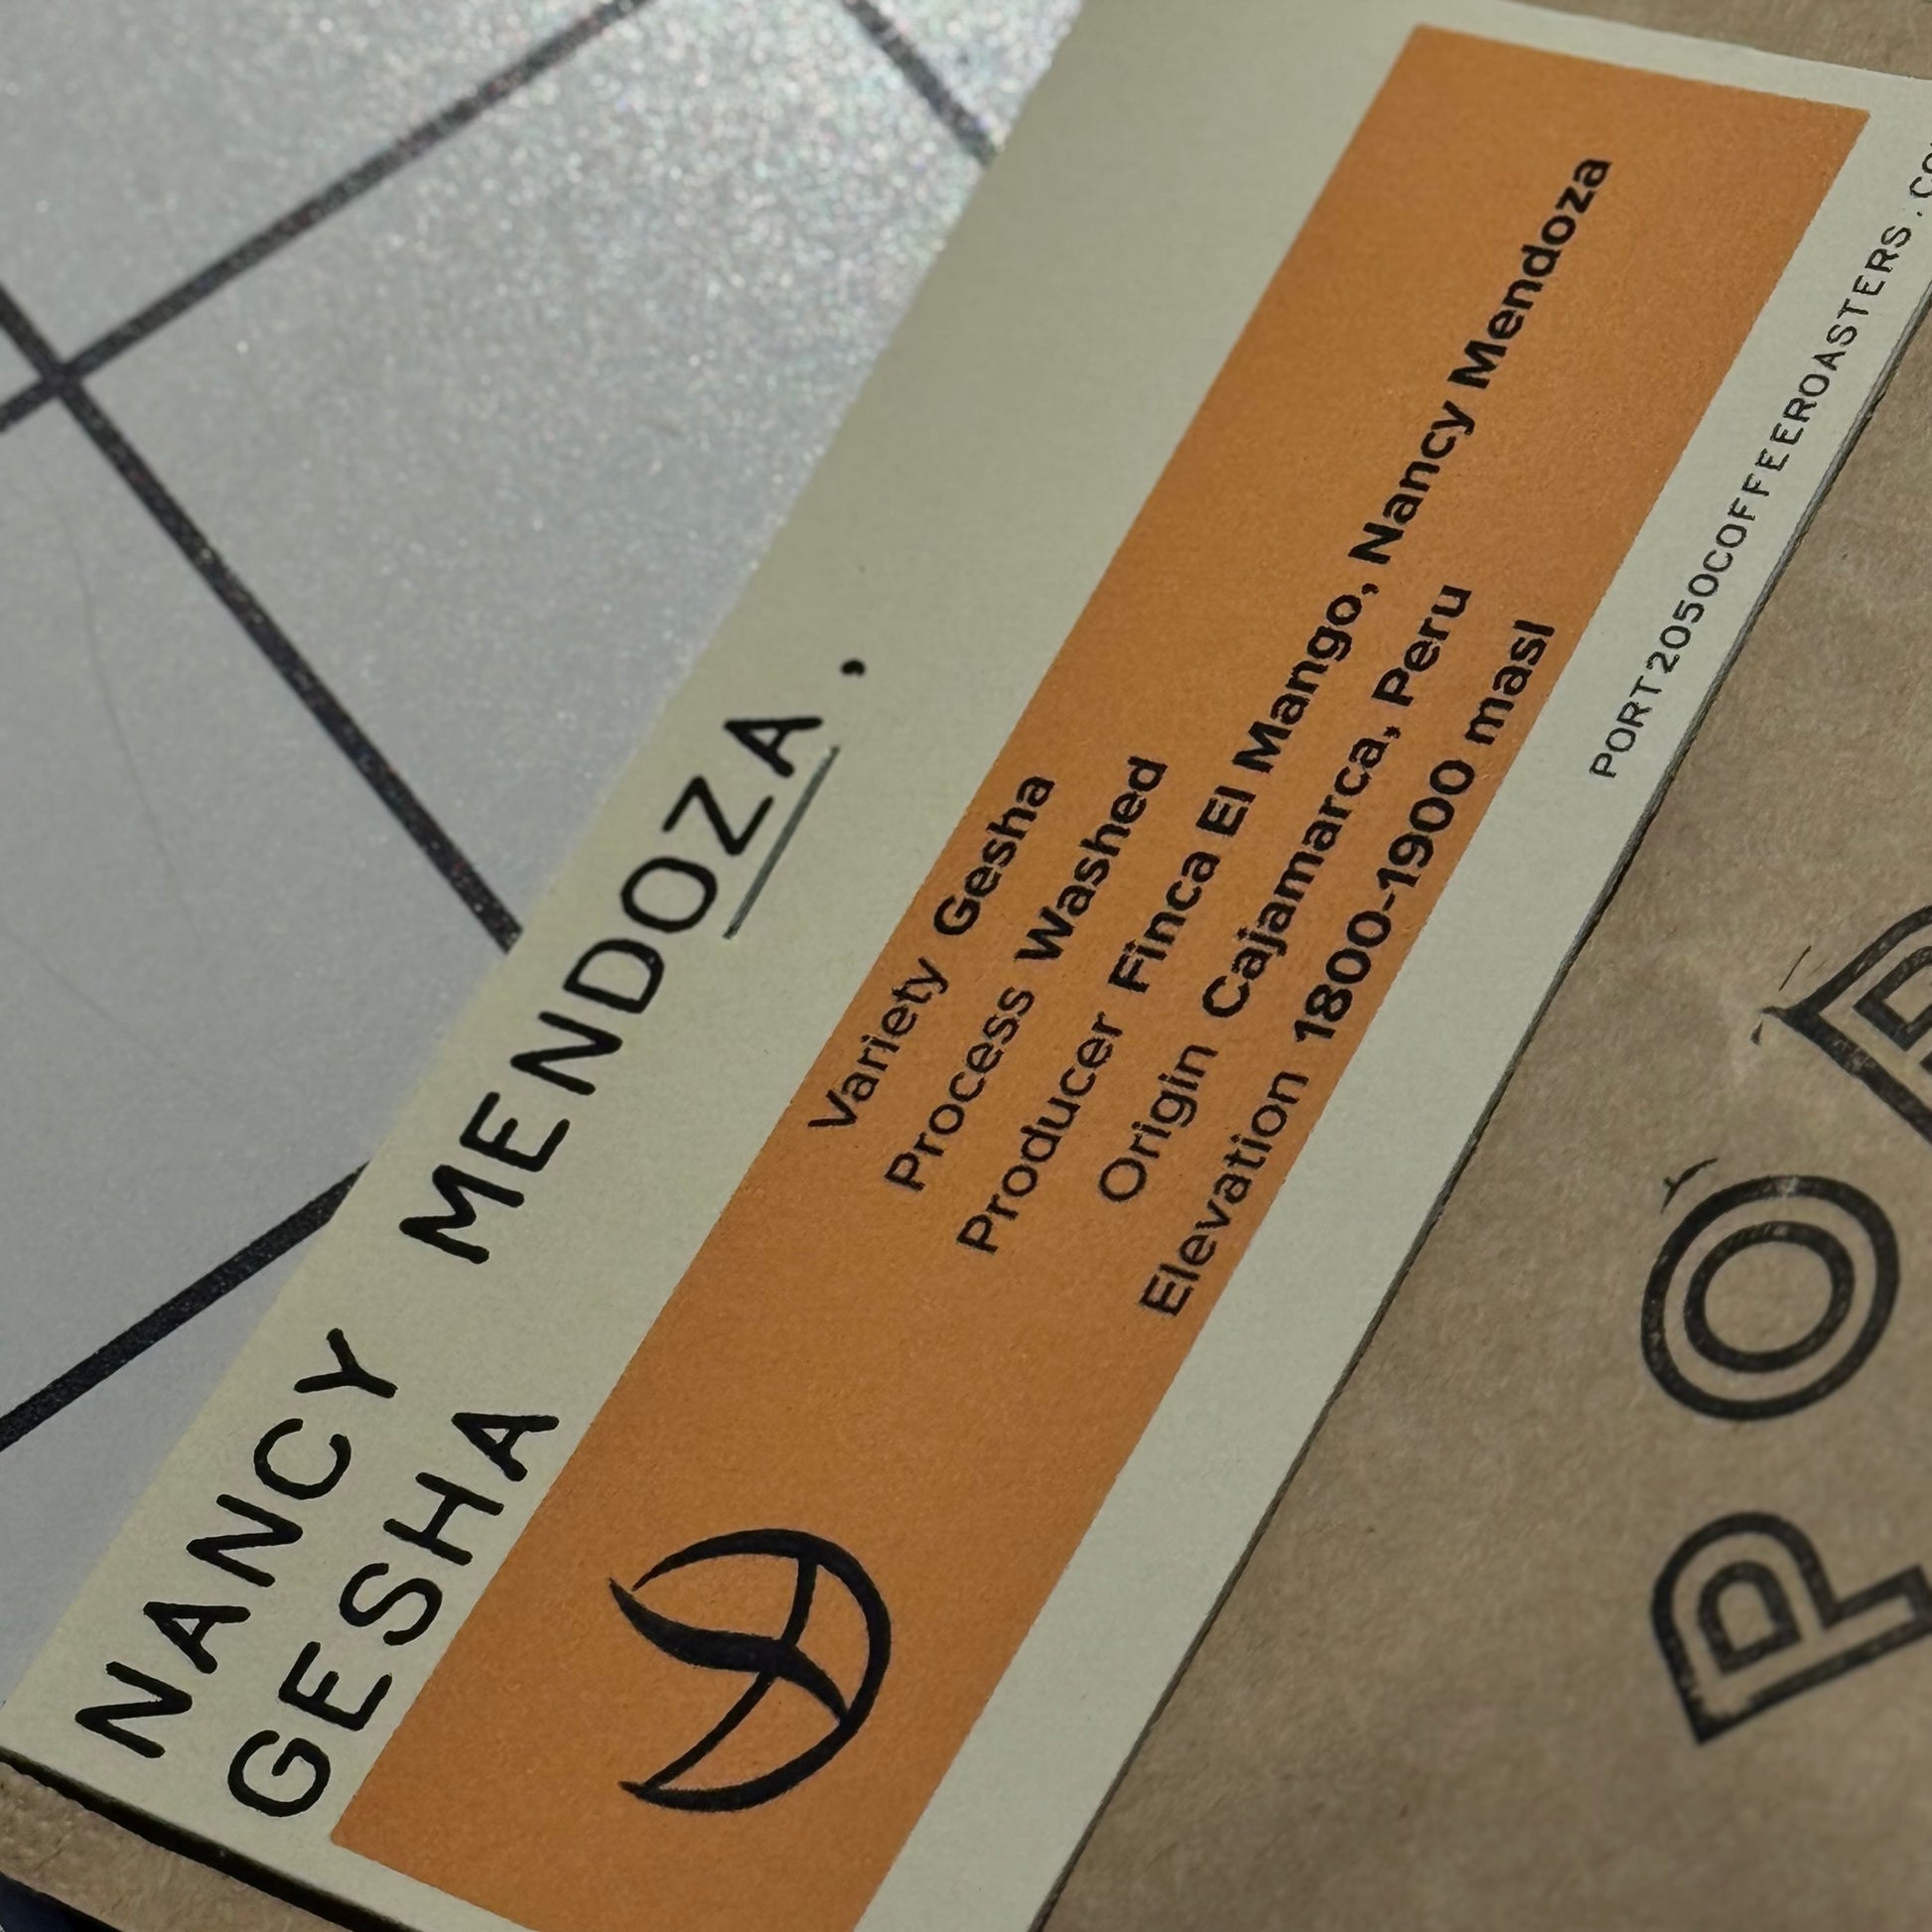 NANCY MENDOZA,
GESHA
Variety Gesha
Process Washed
Producer Finca El Mango, Nancy Mendoza
Origin Cajamarca, Peru
Elevation 1800-1900 masl
PORT2050COFFEEROASTERS.CO
POR